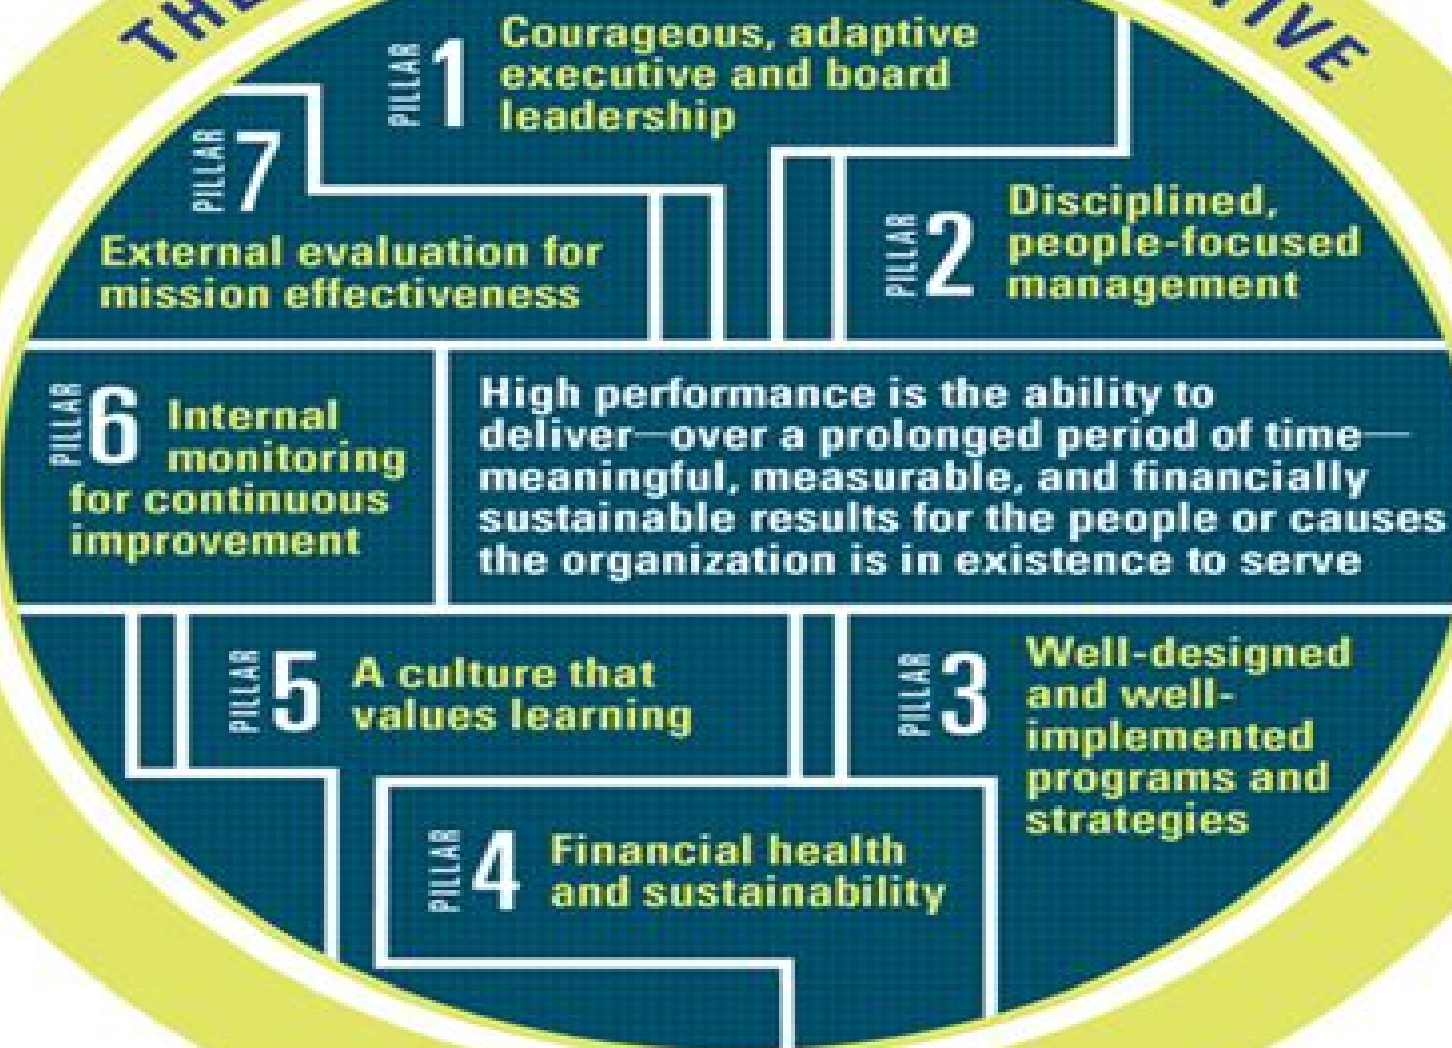 THE
TIVE
PILLAR 1
Courageous, adaptive
executive and board
leadership
PILLAR 7
External evaluation for
mission effectiveness
PILLAR 2
Disciplined,
people-focused
management
PILLAR 6
Internal
monitoring
for continuous
improvement
High performance is the ability to
deliver—over a prolonged period of time—
meaningful, measurable, and financially
sustainable results for the people or causes
the organization is in existence to serve
PILLAR 5
A culture that
values learning
PILLAR 3
Well-designed
and well-
implemented
programs and
strategies
PILLAR 4
Financial health
and sustainability